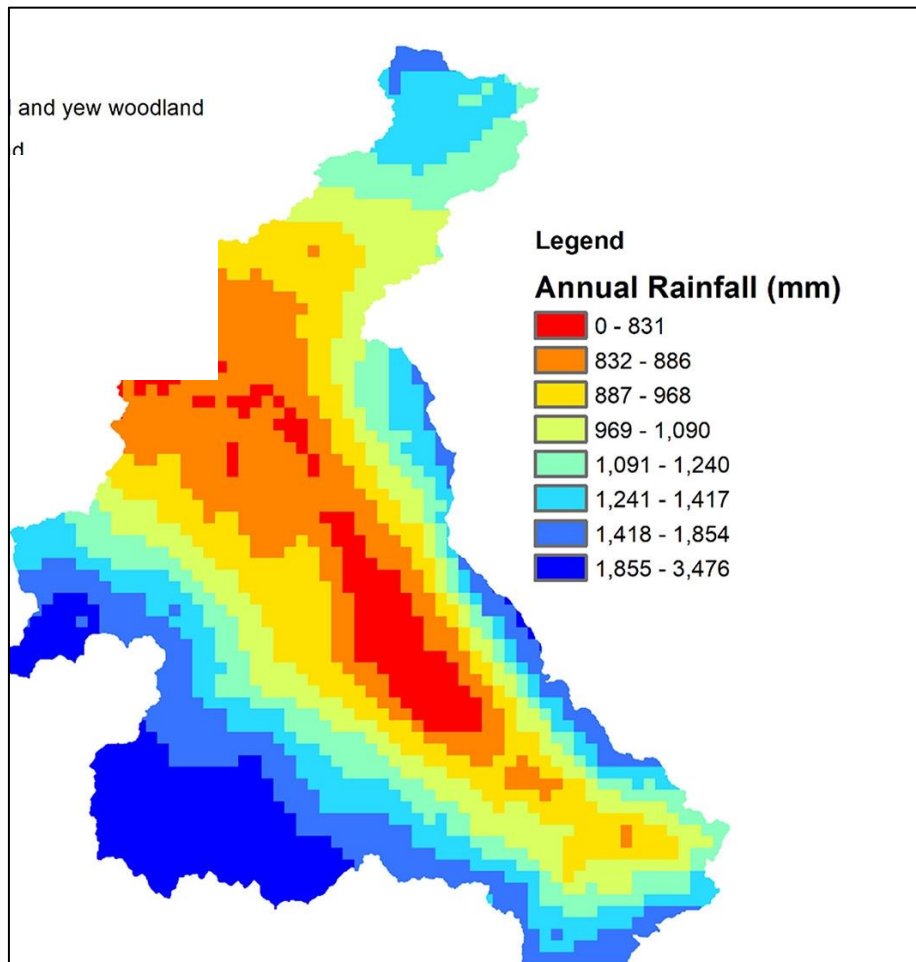 and yew woodland
Legend
Annual Rainfall (mm)
0 - 831
832 - 886
887 - 968
969 - 1,090
1,091 - 1,240
1,241 - 1,417
1,418 - 1,854
1,855 - 3,476